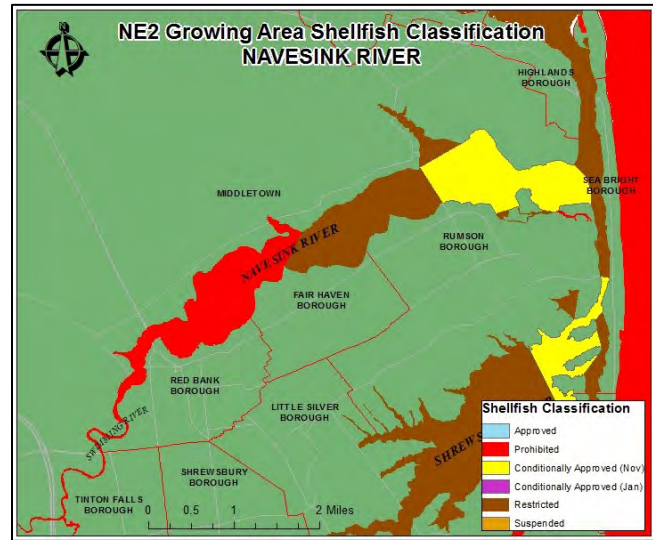 NE2 Growing Area Shellfish Classification
NAVESINK RIVER
HIGHLANDS
BOROUGH
MIDDLETOWN
SEA BRIGHT
BOROUGH
NAVESINK RIVER
RUMSON
BOROUGH
FAIR HAVEN
BOROUGH
RED BANK
BOROUGH
SWIMMING RIVER
LITTLE SILVER
BOROUGH
SHREWS
SHREWSBURY
BOROUGH
TINTON FALLS
BOROUGH
0 0.5 1 2 Miles
Shellfish Classification
Approved
Prohibited
Conditionally Approved (Nov)
Conditionally Approved (Jan)
Restricted
Suspended